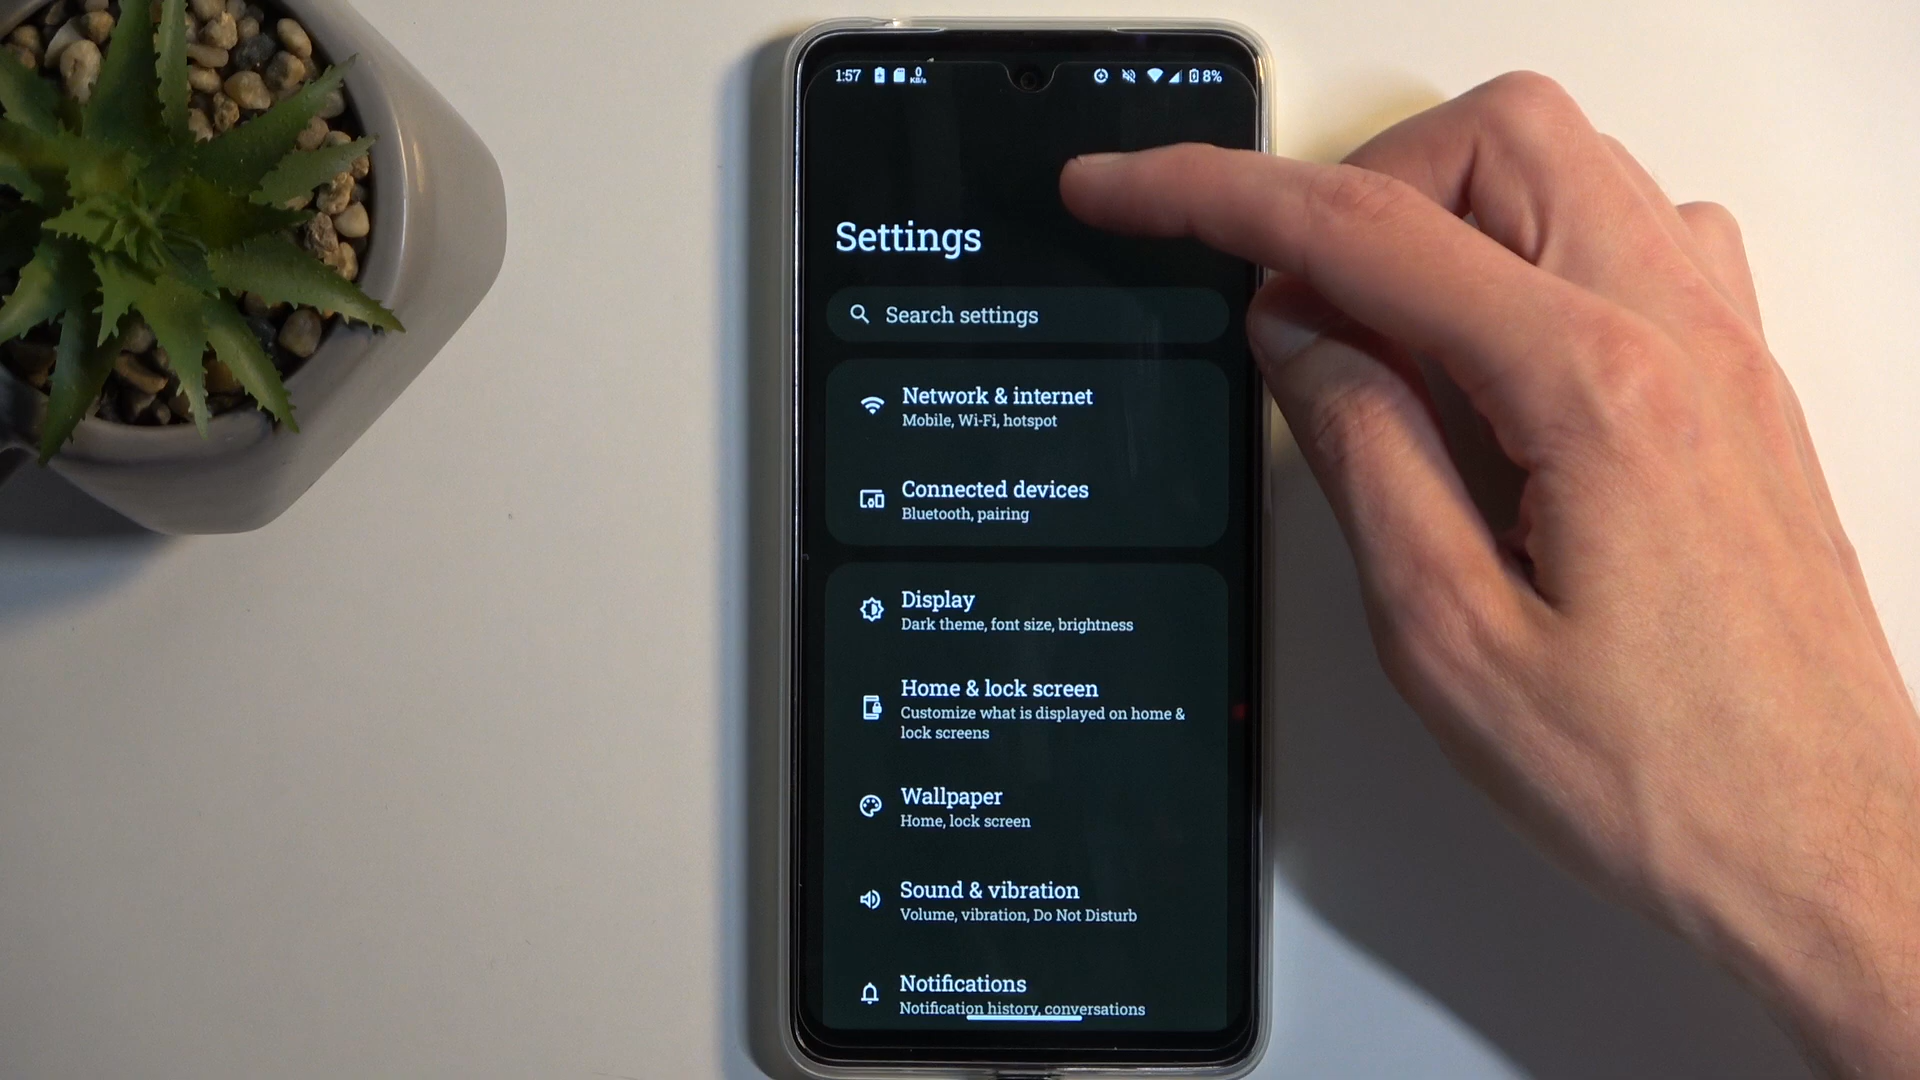 1:57 0 KB/s 8%
Settings
Search settings
Network & internet
Mobile, Wi-Fi, hotspot
Connected devices
Bluetooth, pairing
Display
Dark theme, font size, brightness
Home & lock screen
Customize what is displayed on home &
lock screens
Wallpaper
Home, lock screen
Sound & vibration
Volume, vibration, Do Not Disturb
Notifications
Notification history, conversations